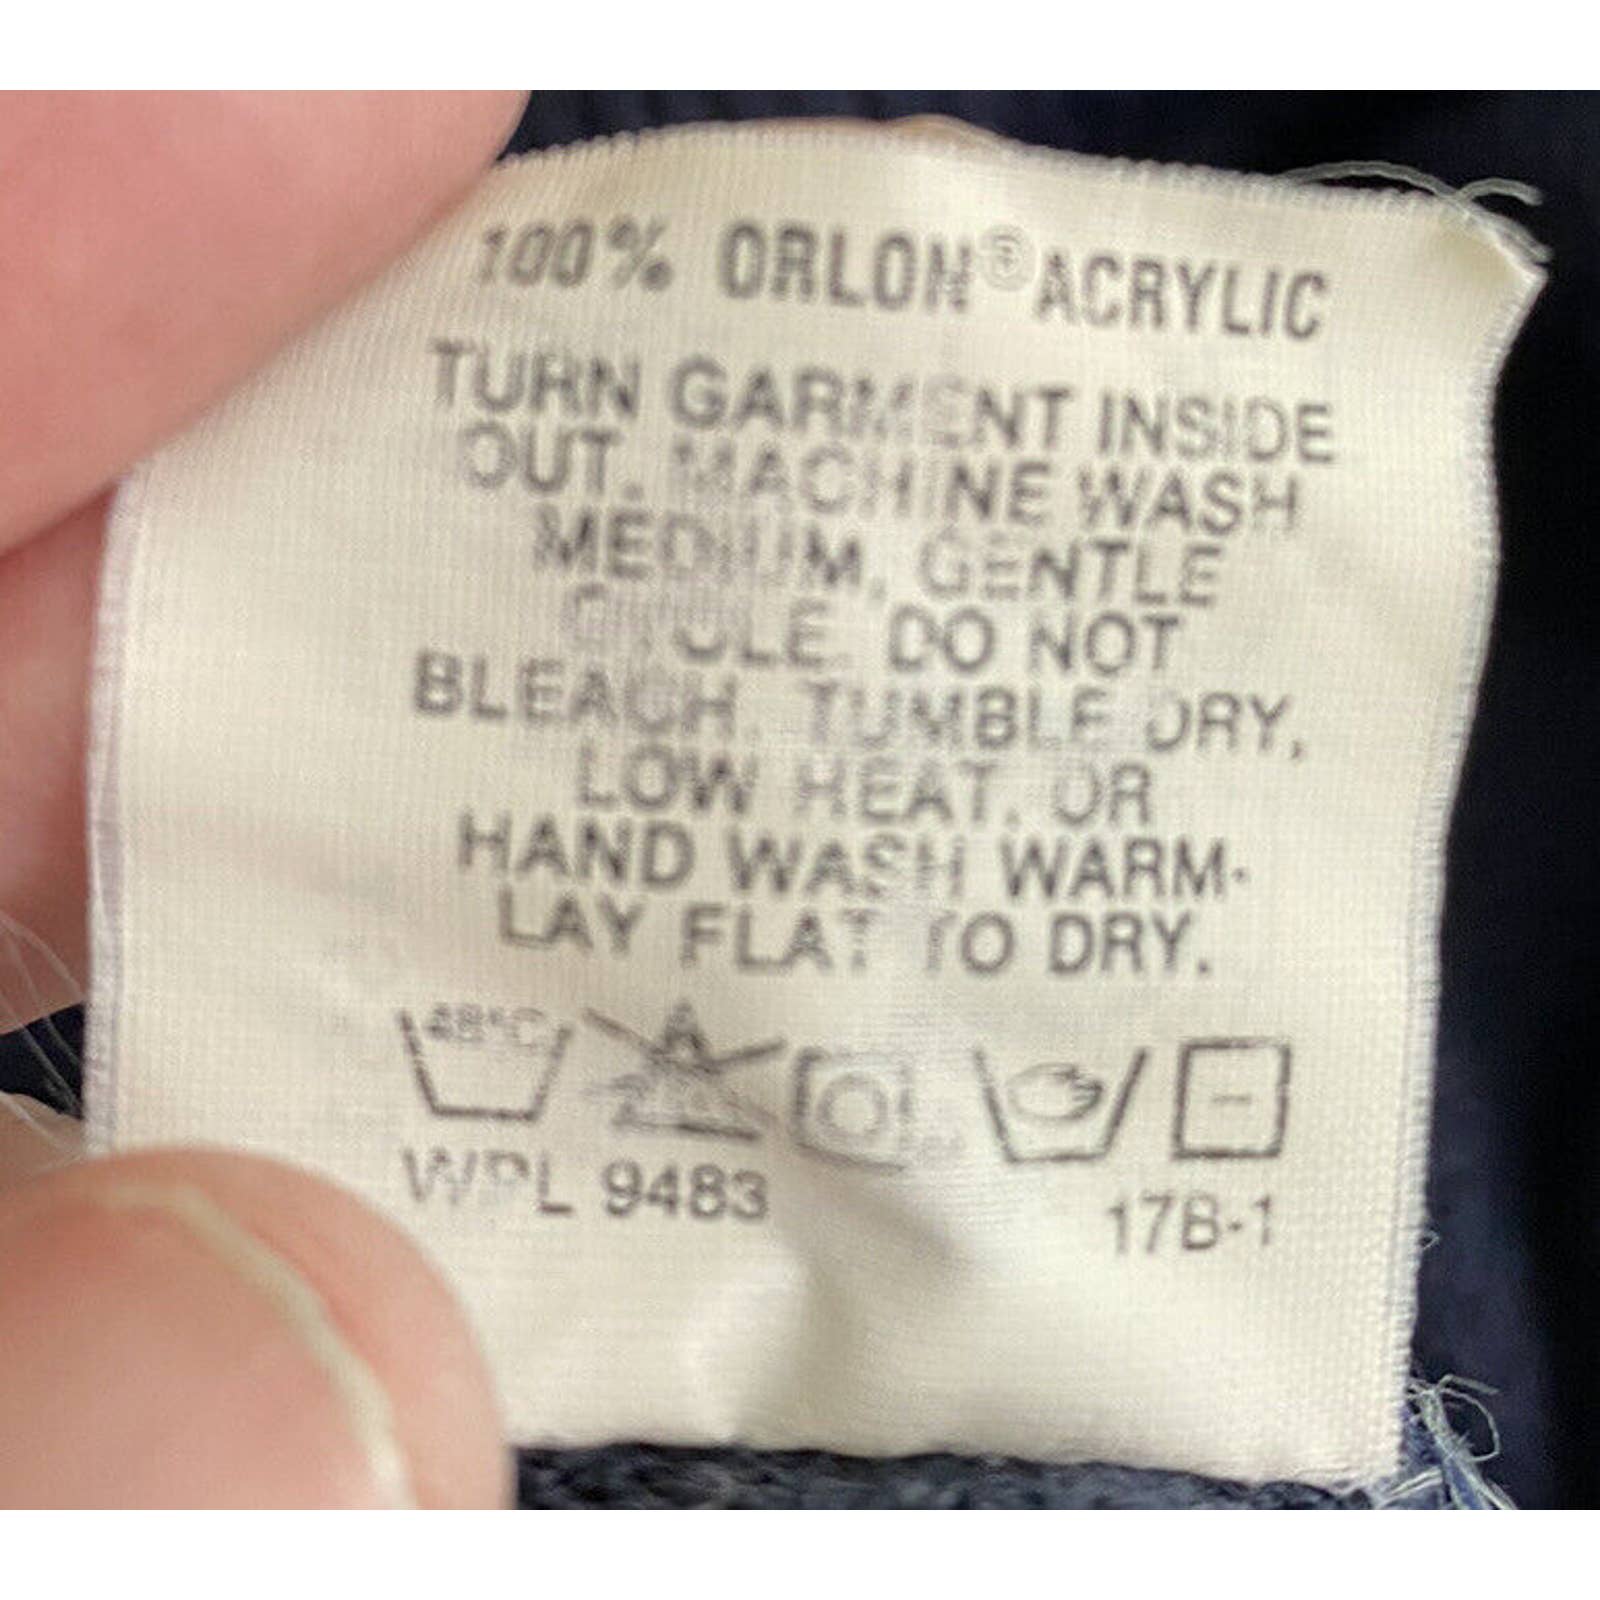 100% ORLON® ACRYLIC
TURN GARMENT INSIDE
OUT. MACHINE WASH
MEDIUM, GENTLE
CYCLE. DO NOT
BLEACH. TUMBLE DRY,
LOW HEAT, OR
HAND WASH WARM-
LAY FLAT TO DRY.
48°C
WPL 9483
17B-1